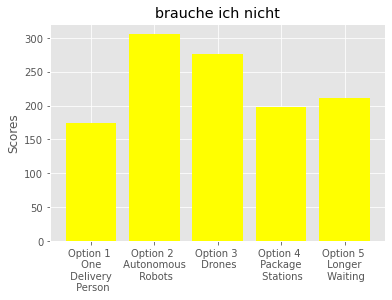 brauche ich nicht
Scores
300
250
200
150
100
50
0
Option 1
One
Delivery
Person
Option 2
Autonomous
Robots
Option 3
Drones
Option 4
Package
Stations
Option 5
Longer
Waiting